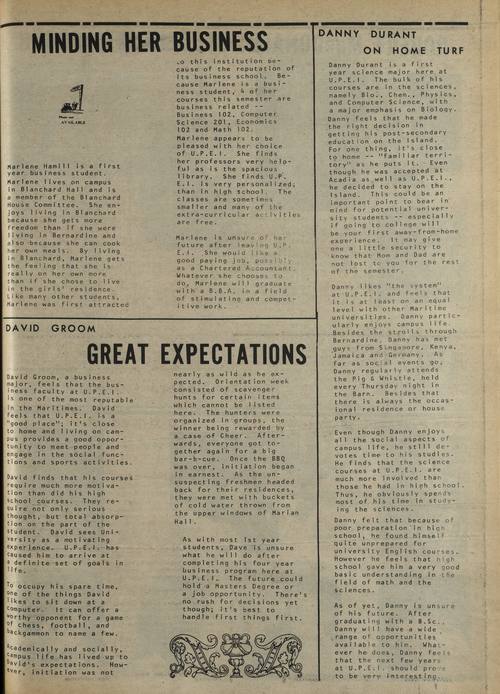 MINDING HER BUSINESS
AVAILABLE
Marlene Hamill is a first
year business student.
Marlene lives on campus
in Blanchard Hall and is
a member of the Blanchard
House Committee. She en-
joys living in Blanchard
because she gets more
freedom than if she were
living in Bernardine and
also because she can cook
her own meals. By living
in Blanchard, Marlene gets
the feeling that she is
really on her own more
than if she chose to live
in the girls' residence.
Like many other students,
Marlene was first attracted
to this institution be-
cause of the reputation of
its business school. Be-
cause Marlene is a busi-
ness student, 4 of her
courses this semester are
business related --
Business 102, Computer
Science 201, Economics
102 and Math 102.
Marlene appears to be
pleased with her choice
of U.P.E.I. She finds
her professors very help-
ful as is the spacious
library. She finds U.P.
E.I. is very personalized,
than in high school. The
classes are sometimes
smaller and many of the
extra-curricular activities
are free.
Marlene is unsure of her
future after leaving U.P.
E.I. She would like a
good paying job, possibly
as a Chartered Accountant.
Whatever she chooses to
do, Marlene will graduate
with a B.B.A. in a field
of stimulating and compet-
itive work.
DAVID GROOM
GREAT EXPECTATIONS
David Groom, a business
major, feels that the bus-
iness faculty at U.P.E.I.
is one of the most reputable
in the Maritimes. David
feels that U.P.E.I. is a
"good place"; it's close
to home and living on cam-
pus provides a good oppor-
tunity to meet people and
engage in the social func-
tions and sports activities.
David finds that his courses
require much more motiva-
tion than did his high
school courses. They re-
quire not only serious
thought, but total absorp-
tion on the part of the
student. David sees Uni-
versity as a motivating
experience. U.P.E.I. has
caused him to arrive at
a definite set of goals in
life.
To occupy his spare time,
one of the things David
likes to sit down at a
computer. It can offer a
worthy opponent for a game
of chess, football, and
backgammon to name a few.
Academically and socially,
campus life has lived up to
David's expectations. How-
ever, initiation was not
nearly as wild as he ex-
pected. Orientation week
consisted of scavenger
hunts for certain items
which cannot be listed
here. The hunters were
organized in groups, the
winner being rewarded by
a case of Cheer. After-
wards, everyone got to-
gether again for a big
bar-b-cue. Once the BBQ
was over, initiation began
in earnest. As the un-
suspecting freshmen headed
back for their residences,
they were met with buckets
of cold water thrown from
the upper windows of Marian
Hall.
As with most 1st year
students, Dave is unsure
what he will do after
completing his four year
business program here at
U.P.E.I. The future could
hold a Masters Degree or
a job opportunity. There's
no rush for decisions yet
though; it's best to
handle first things first.
DANNY DURANT
ON HOME TURF
Danny Durant is a first
year science major here at
U.P.E.I. The bulk of his
courses are in the sciences,
namely Bio., Chem., Physics,
and Computer Science, with
a major emphasis on Biology.
Danny feels that he made
the right decision in
getting his post-secondary
education on the Island.
For one thing, it's close
to home -- "familiar terri-
tory" as he puts it. Even
though he was accepted at
Acadia as well as U.P.E.I.,
he decided to stay on the
Island. This could be an
important point to bear in
mind for potential univer-
sity students -- especially
if going to college will
be your first away-from-home
experience. It may give
one a little security to
know that Mom and Dad are
not lost to you for the rest
of the semester.
Danny likes "the system"
at U.P.E.I. and feels that
it is at least on an equal
level with other Maritime
universities. Danny partic-
ularly enjoys campus life.
Besides the strolls through
Bernardine, Danny has met
guys from Singapore, Kenya,
Jamaica and Germany. As
far as social events go,
Danny regularly attends
the Pig & Whistle, held
every Thursday night in
the Barn. Besides that
there is always the occas-
ional residence or house
party.
Even though Danny enjoys
all the social aspects of
campus life, he still de-
votes time to his studies.
He finds that the science
courses at U.P.E.I. are
much more involved than
those he had in high school.
Thus, he obviously spends
most of his time in study-
ing the sciences.
Danny felt that because of
poor preparation in high
school, he found himself
quite unprepared for
university English courses.
However he feels that high
school gave him a very good
basic understanding in the
field of math and the
sciences.
As of yet, Danny is unsure
of his future. After
graduating with a B.Sc.,
Danny will have a wide
range of opportunities
available to him. What-
ever he does, Danny feels
that the next few years
at U.P.E.I. should prove
to be very interesting.